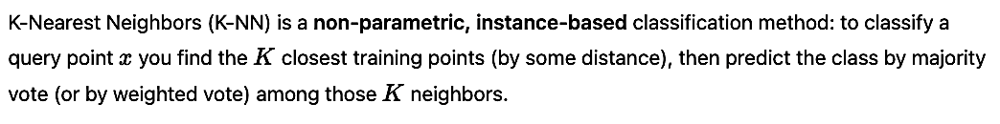 K-Nearest Neighbors (K-NN) is a non-parametric, instance-based classification method: to classify a
query point x you find the K closest training points (by some distance), then predict the class by majority
vote (or by weighted vote) among those K neighbors.